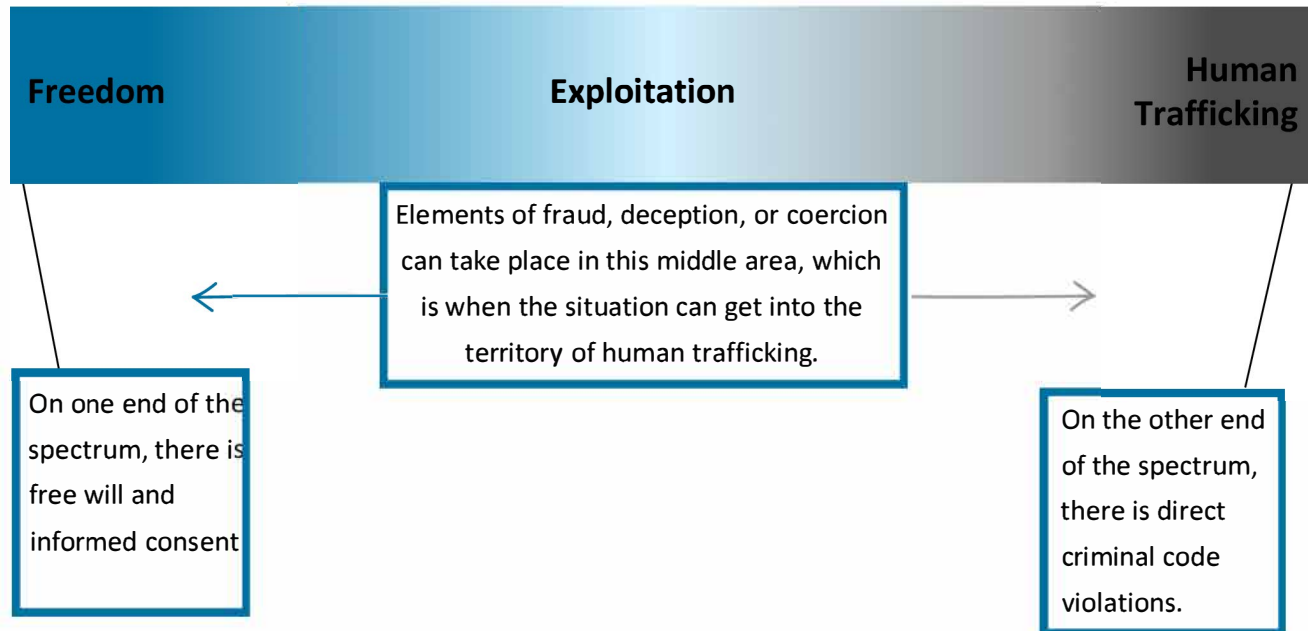 Freedom
Exploitation
Human
Trafficking
Elements of fraud, deception, or coercion
can take place in this middle area, which
is when the situation can get into the
territory of human trafficking.
On one end of the
spectrum, there is
free will and
informed consent
On the other end
of the spectrum,
there is direct
criminal code
violations.